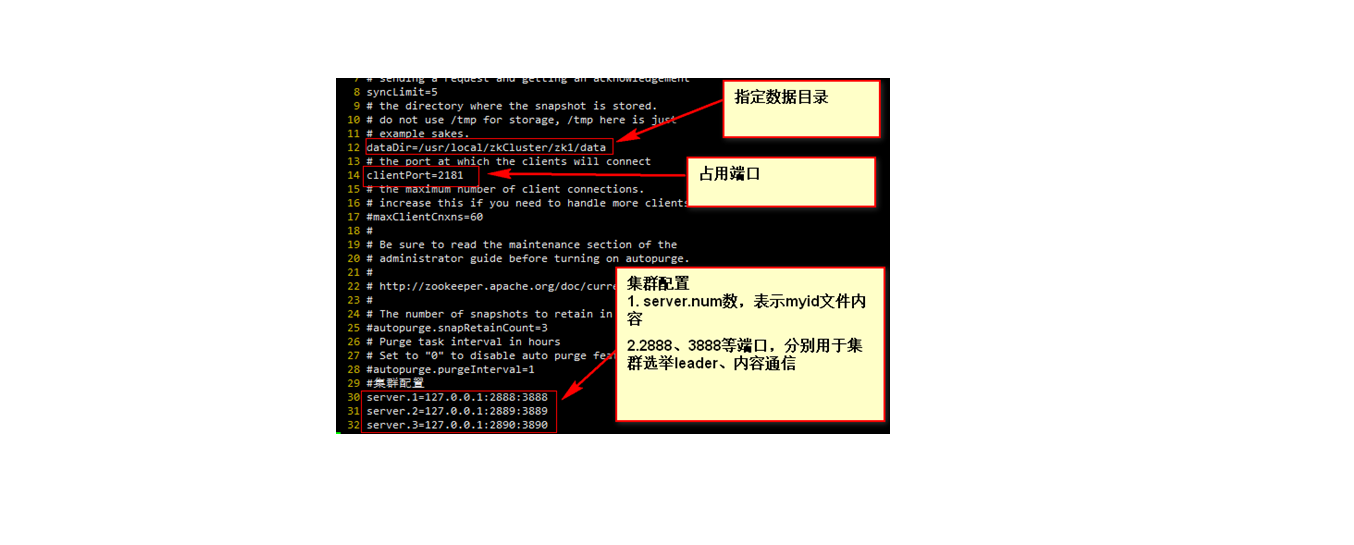 7 # sending a request and getting an acknowledgement
8 syncLimit=5
9 # the directory where the snapshot is stored.
10 # do not use /tmp for storage, /tmp here is just
11 # example sakes.
12 dataDir=/usr/local/zkCluster/zk1/data
13 # the port at which the clients will connect
14 clientPort=2181
15 # the maximum number of client connections.
16 # increase this if you need to handle more clients
17 #maxClientCnxns=60
18 #
19 # Be sure to read the maintenance section of the
20 # administrator guide before turning on autopurge.
21 #
22 # http://zookeeper.apache.org/doc/curre
23 #
24 # The number of snapshots to retain in
25 #autopurge.snapRetainCount=3
26 # Purge task interval in hours
27 # Set to "0" to disable auto purge fea
28 #autopurge.purgeInterval=1
29 #集群配置
30 server.1=127.0.0.1:2888:3888
31 server.2=127.0.0.1:2889:3889
32 server.3=127.0.0.1:2890:3890
指定数据目录
占用端口
集群配置
1. server.num数，表示myid文件内
容
2.2888、3888等端口，分别用于集
群选举leader、内容通信